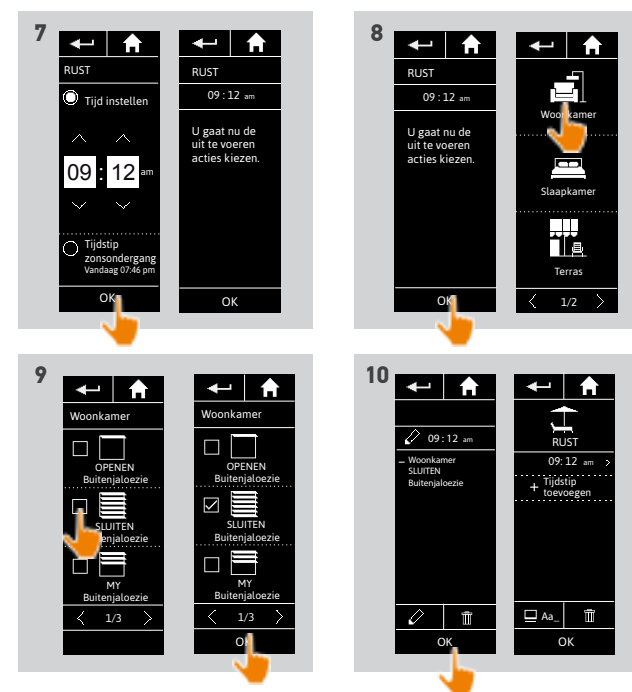 7
RUST
Tijd instellen
09 : 12 am
Tijdstip
zonsondergang
Vandaag 07:46 pm
OK
RUST
09 : 12 am
U gaat nu de
uit te voeren
acties kiezen.
OK
8
RUST
09 : 12 am
U gaat nu de
uit te voeren
acties kiezen.
OK
Woonkamer
Slaapkamer
Terras
1/2
9
Woonkamer
OPENEN
Buitenjaloezie
SLUITEN
Buitenjaloezie
MY
Buitenjaloezie
1/3
Woonkamer
OPENEN
Buitenjaloezie
SLUITEN
Buitenjaloezie
MY
Buitenjaloezie
1/3
OK
10
09 : 12 am
– Woonkamer
SLUITEN
Buitenjaloezie
OK
RUST
09: 12 am >
+ Tijdstip
toevoegen
Aa_
OK